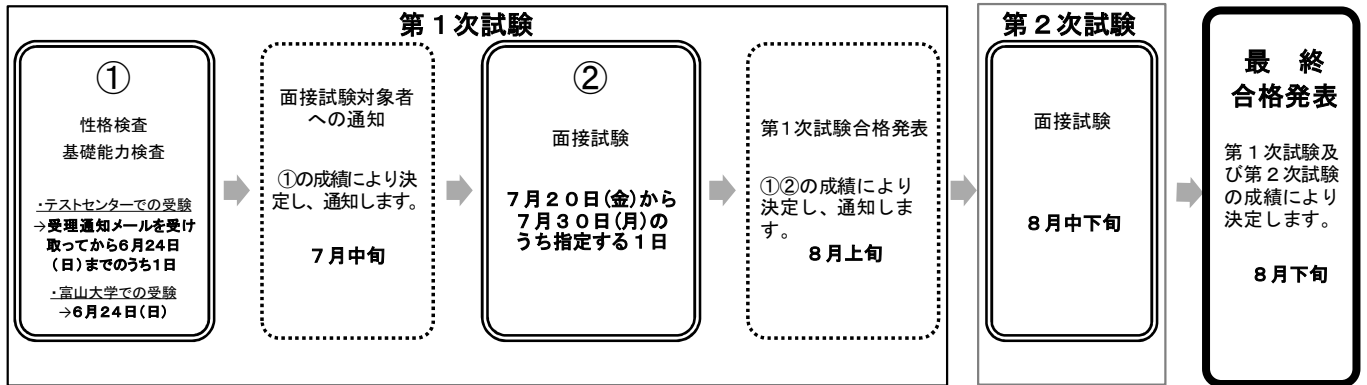 第１次試験
①
性格検査
基礎能力検査
・テストセンターでの受験
→受理通知メールを受け
取ってから6月24日
（日）までのうち1日
・富山大学での受験
→6月24日(日)
面接試験対象者
への通知
①の成績により決
定し、通知します。
７月中旬
②
面接試験
７月２０日(金)から
７月３０日(月)の
うち指定する１日
第１次試験合格発表
①②の成績により
決定し、通知しま
す。
８月上旬
第２次試験
面接試験
８月中下旬
最　終
合格発表
第１次試験及
び第２次試験
の成績により
決定します。
８月下旬